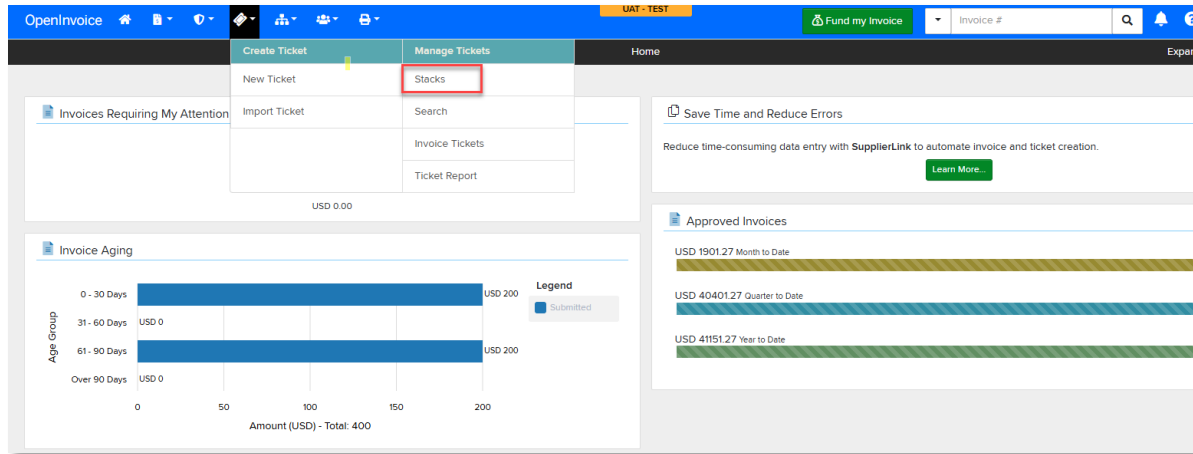 OpenInvoice
UAT - TEST
Fund my Invoice
Invoice #
Home
Create Ticket
Manage Tickets
New Ticket
Stacks
Import Ticket
Search
Invoice Tickets
Ticket Report
Invoices Requiring My Attention
USD 0.00
Save Time and Reduce Errors
Reduce time-consuming data entry with SupplierLink to automate invoice and ticket creation.
Learn More...
Invoice Aging
Age Group
0 - 30 Days
USD 200
31 - 60 Days
USD 0
61 - 90 Days
USD 200
Over 90 Days
USD 0
0
50
100
150
200
Amount (USD) - Total: 400
Legend
Submitted
Approved Invoices
USD 1901.27 Month to Date
USD 40401.27 Quarter to Date
USD 41151.27 Year to Date